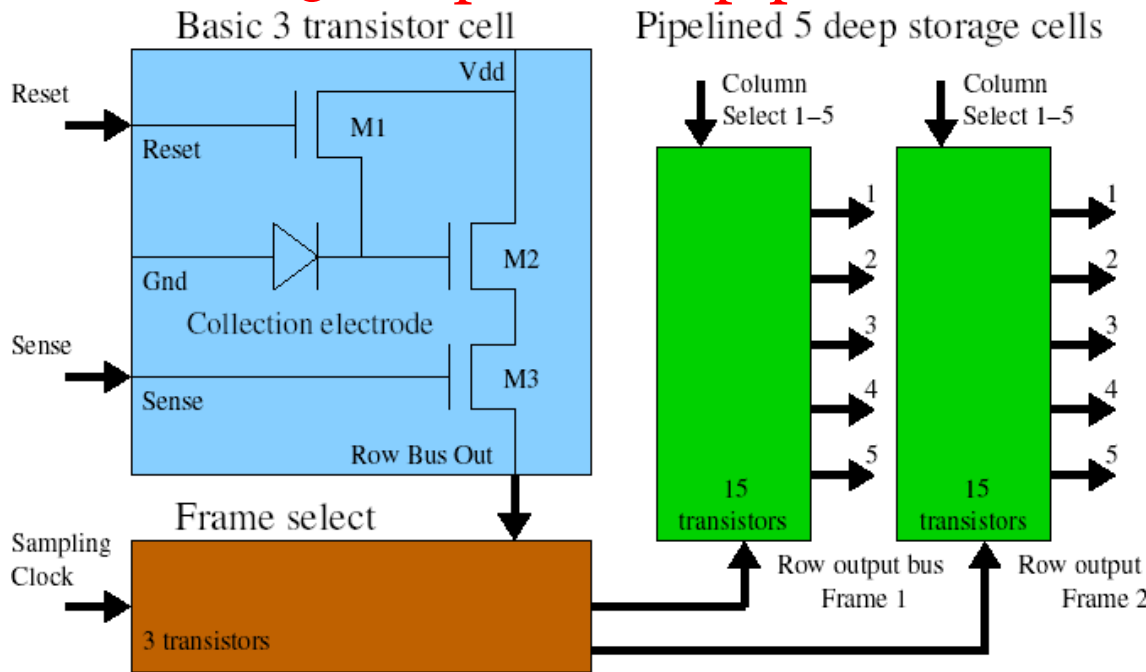 Basic 3 transistor cell
Pipelined 5 deep storage cells
Reset
Vdd
M1
Reset
Gnd
M2
Collection electrode
Sense
M3
Sense
Row Bus Out
Frame select
Sampling
Clock
3 transistors
Column
Select 1–5
1
2
3
4
5
15
transistors
Row output bus
Frame 1
Column
Select 1–5
1
2
3
4
5
15
transistors
Row output
Frame 2